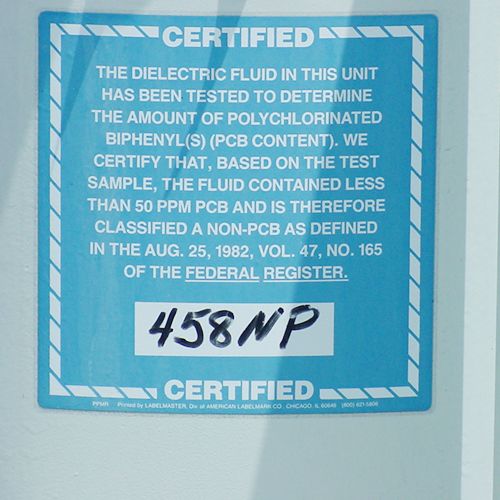 CERTIFIED
THE DIELECTRIC FLUID IN THIS UNIT
HAS BEEN TESTED TO DETERMINE
THE AMOUNT OF POLYCHLORINATED
BIPHENYL(S) (PCB CONTENT). WE
CERTIFY THAT, BASED ON THE TEST
SAMPLE, THE FLUID CONTAINED LESS
THAN 50 PPM PCB AND IS THEREFORE
CLASSIFIED A NON-PCB AS DEFINED
IN THE AUG. 25, 1982, VOL. 47, NO. 165
OF THE FEDERAL REGISTER.
458NP
CERTIFIED
PPMR Printed by LABELMASTER, Div. of AMERICAN LABELMARK CO. CHICAGO, IL 60646 (800) 621-5808